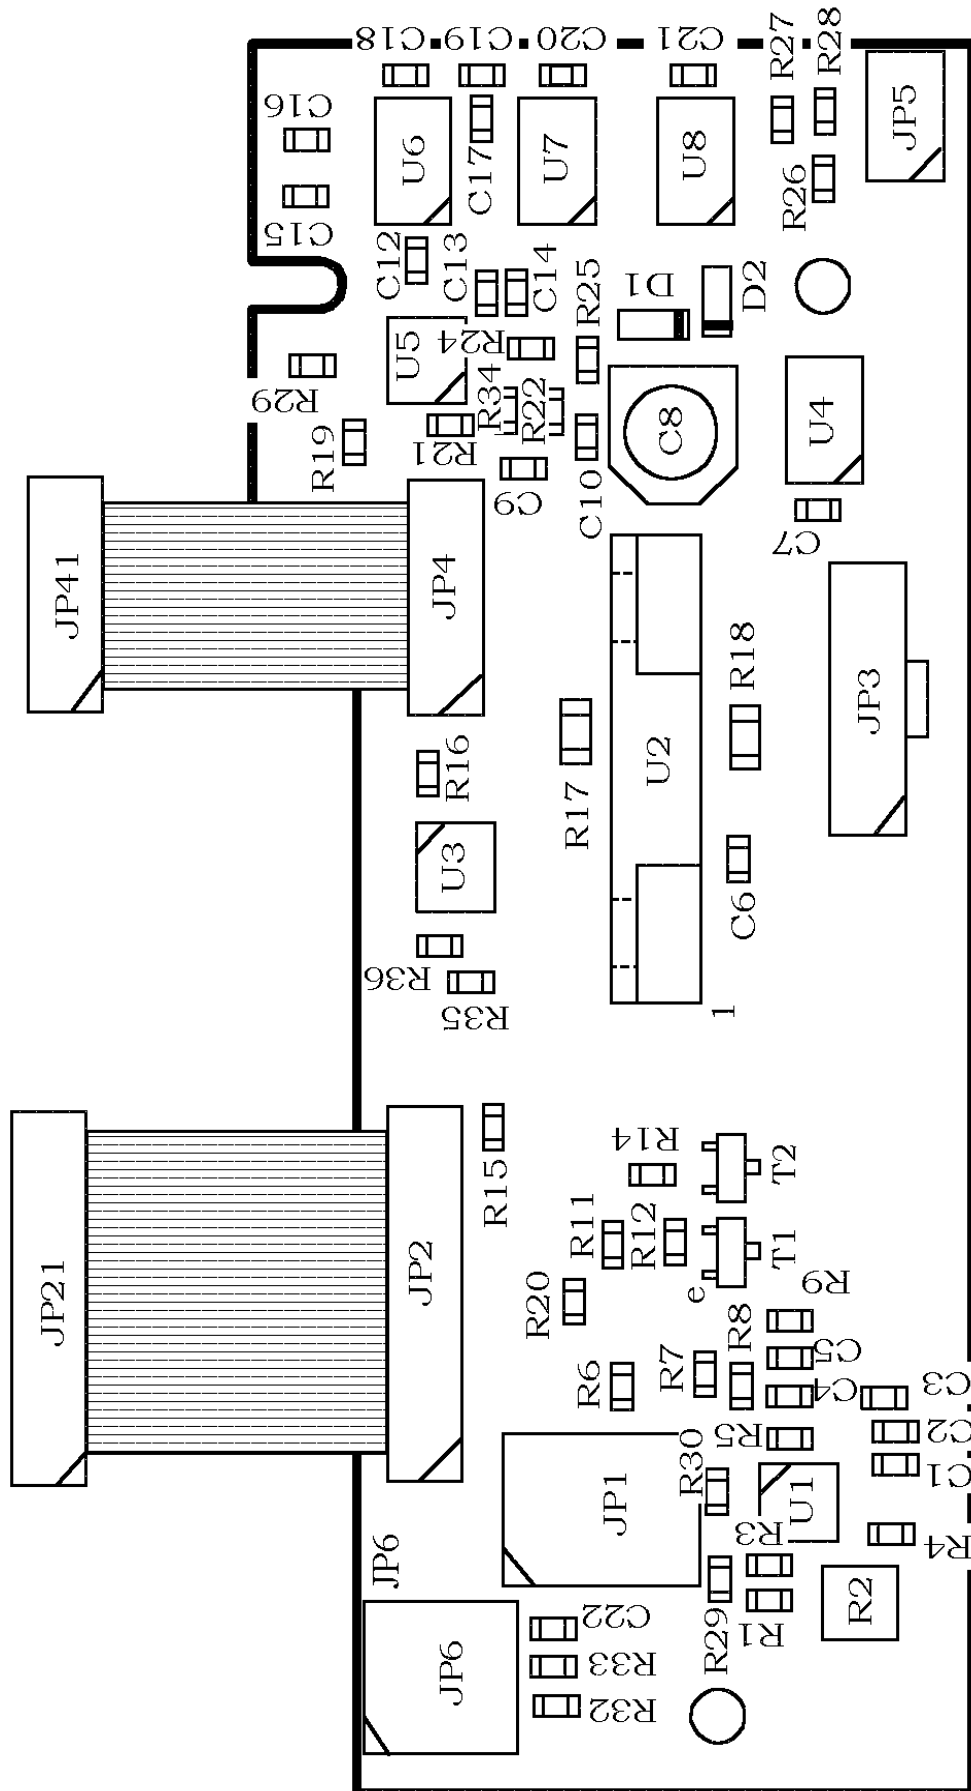 C18
C19
C20
C21
R27
R28
C16
U6
C17
U7
U8
JP5
R26
C15
C12
C13
C14
R25
D1
D2
U5
R24
R29
R34
R22
C8
U4
R19
R21
C9
C10
C7
JP41
JP4
R18
JP3
R16
U2
R17
U3
C6
R36
R35
1
R14
T2
R15
R11
R12
T1
JP21
JP2
R20
e
R9
R8
R7
R6
C5
C4
C3
R5
C2
R30
C1
JP1
U1
R3
R4
JP6
R2
C22
R29
R1
R33
JP6
R32